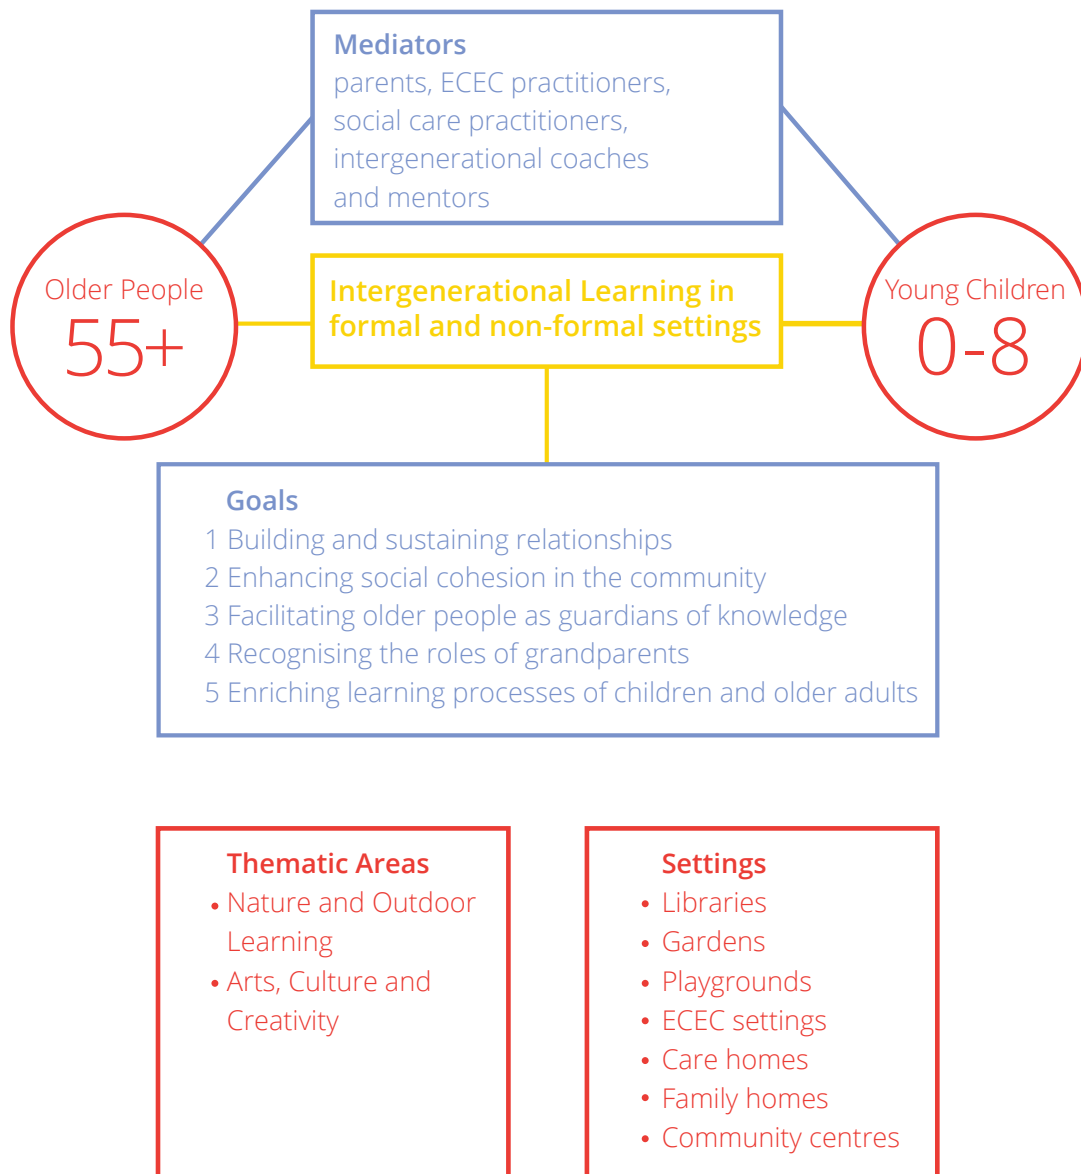 Mediators
parents, ECEC practitioners,
social care practitioners,
intergenerational coaches
and mentors
Older People
55+
Intergenerational Learning in
formal and non-formal settings
Young Children
0-8
Goals
1 Building and sustaining relationships
2 Enhancing social cohesion in the community
3 Facilitating older people as guardians of knowledge
4 Recognising the roles of grandparents
5 Enriching learning processes of children and older adults
Thematic Areas
• Nature and Outdoor
Learning
• Arts, Culture and
Creativity
Settings
• Libraries
• Gardens
• Playgrounds
• ECEC settings
• Care homes
• Family homes
• Community centres